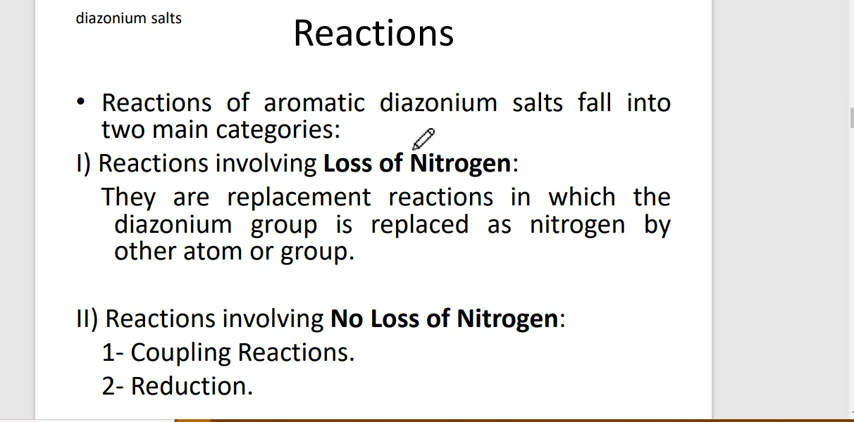 diazonium salts
Reactions
• Reactions of aromatic diazonium salts fall into
two main categories:
I) Reactions involving Loss of Nitrogen:
They are replacement reactions in which the
diazonium group is replaced as nitrogen by
other atom or group.
II) Reactions involving No Loss of Nitrogen:
1- Coupling Reactions.
2- Reduction.